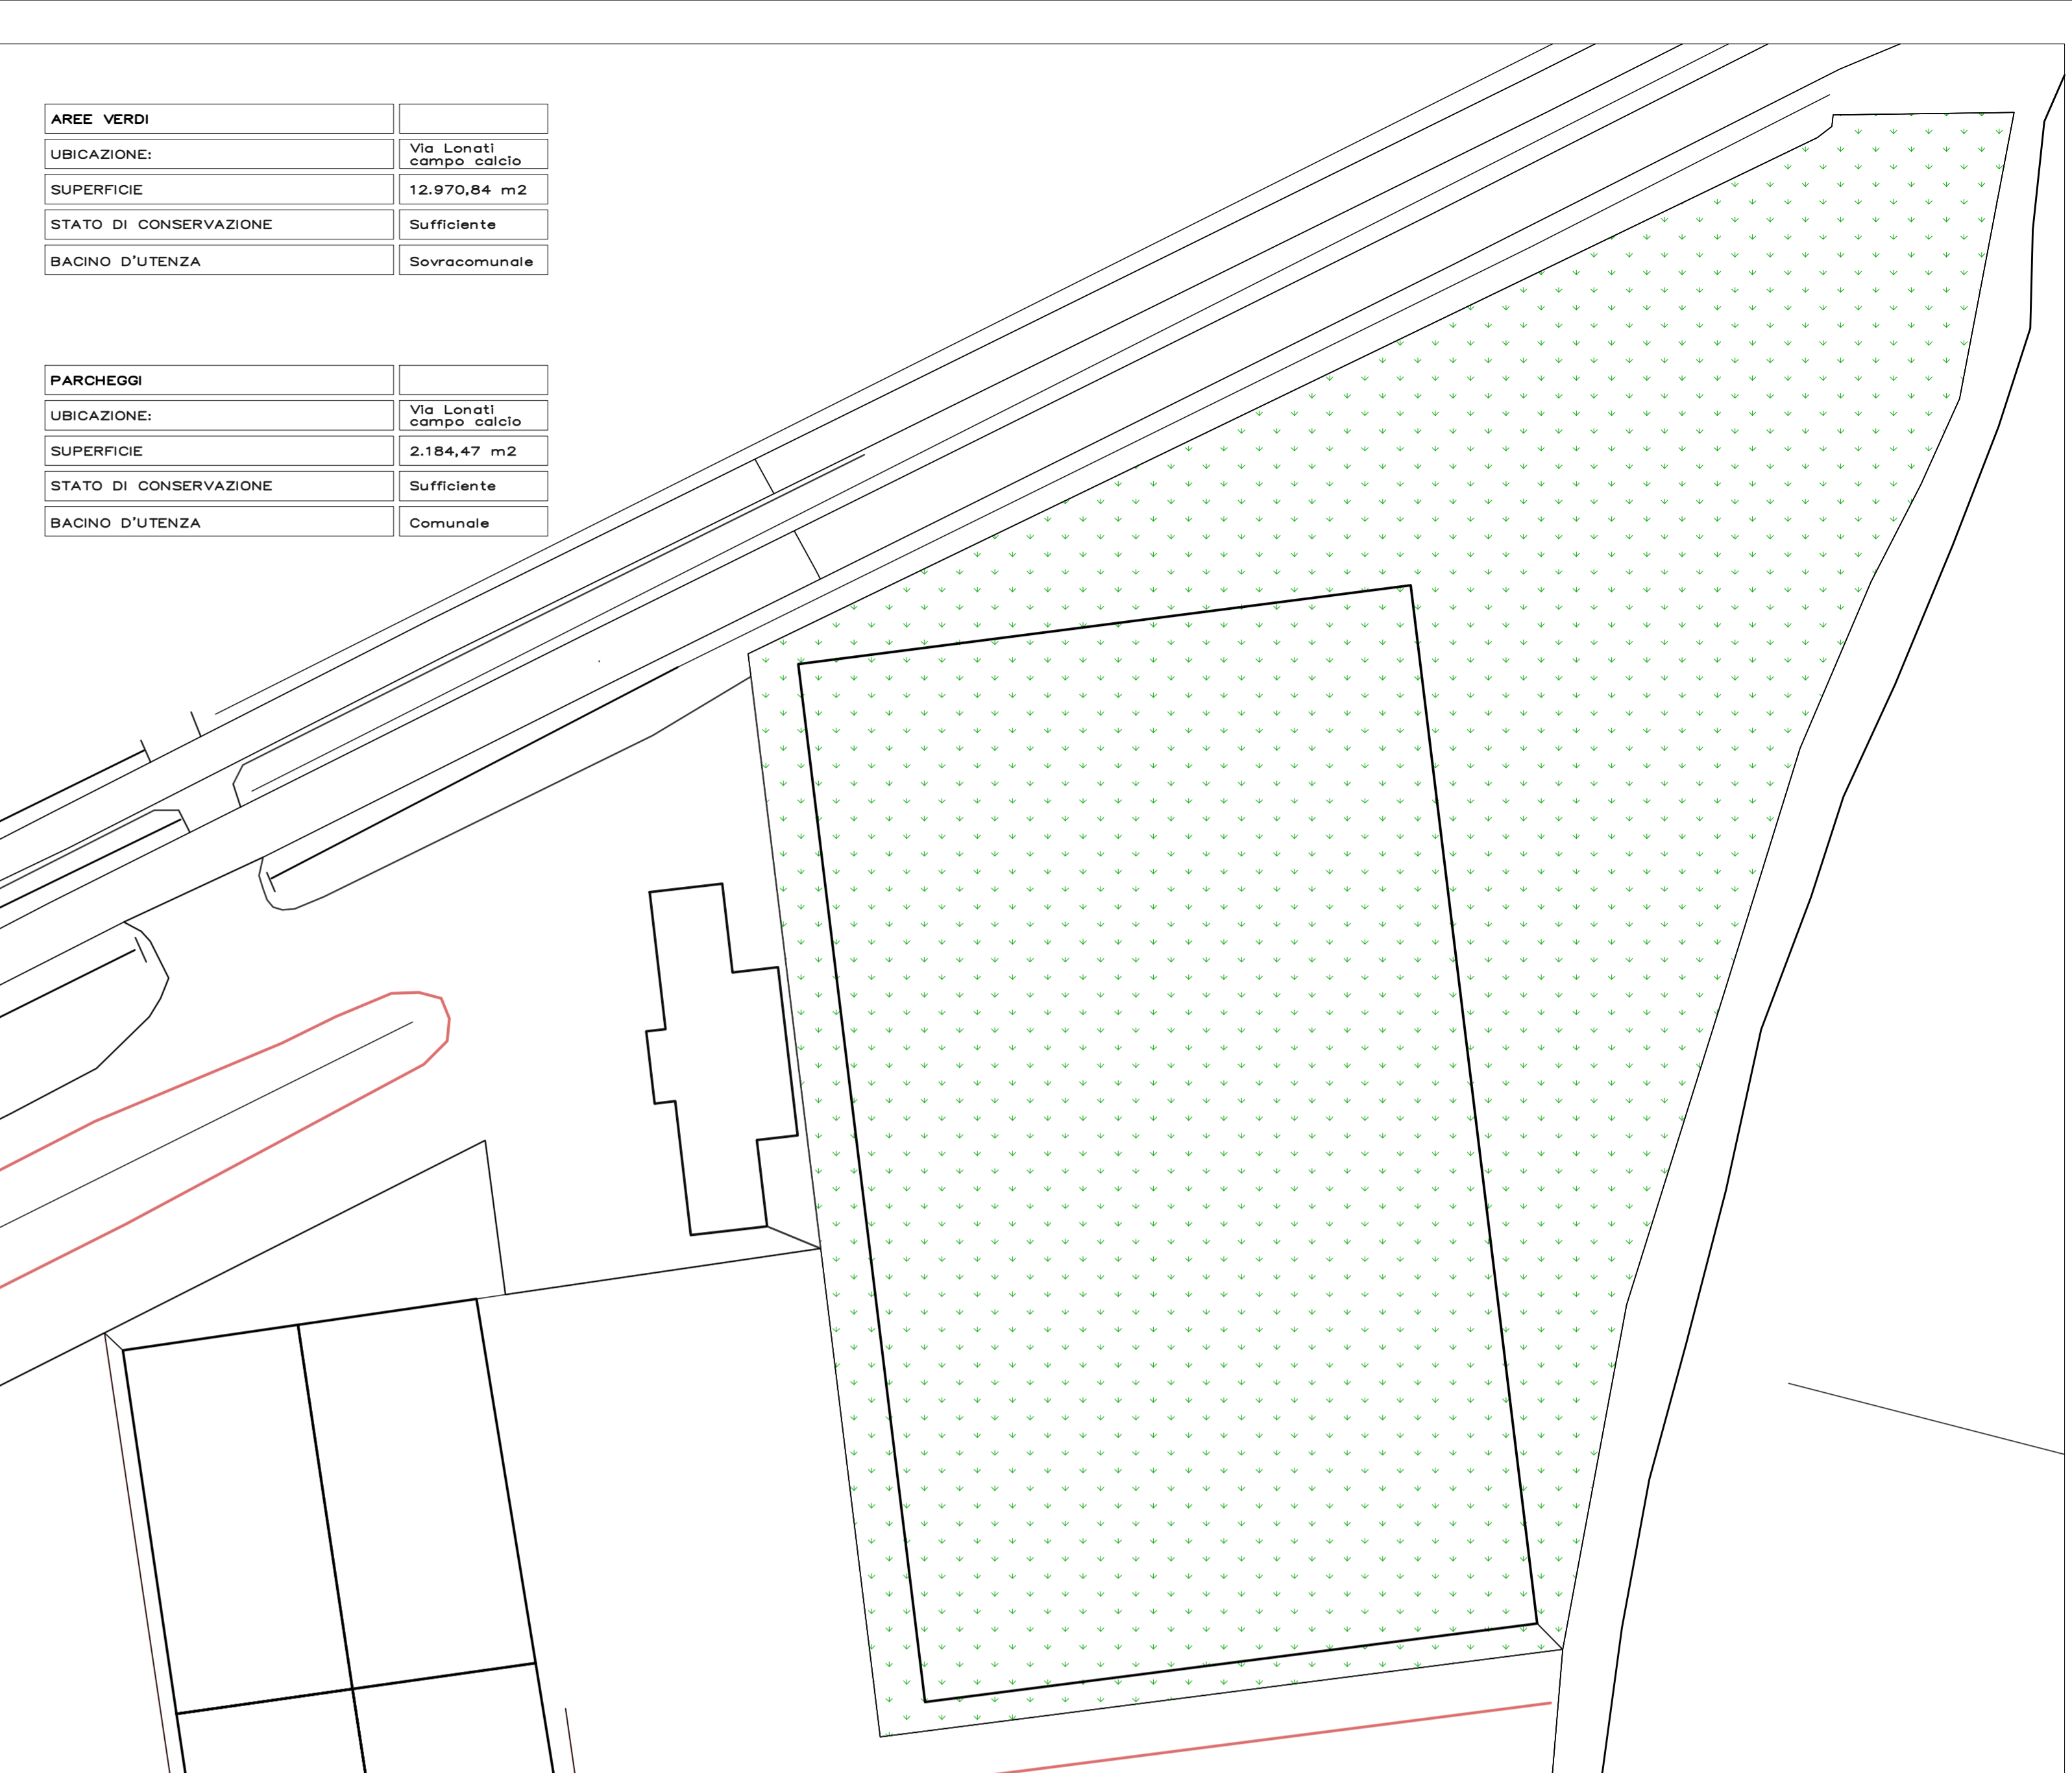 AREE VERDI
UBICAZIONE:
Via Lonati
campo calcio
SUPERFICIE
12.970,84 m2
STATO DI CONSERVAZIONE
Sufficiente
BACINO D'UTENZA
Sovracomunale
PARCHEGGI
UBICAZIONE:
Via Lonati
campo calcio
SUPERFICIE
2.184,47 m2
STATO DI CONSERVAZIONE
Sufficiente
BACINO D'UTENZA
Comunale